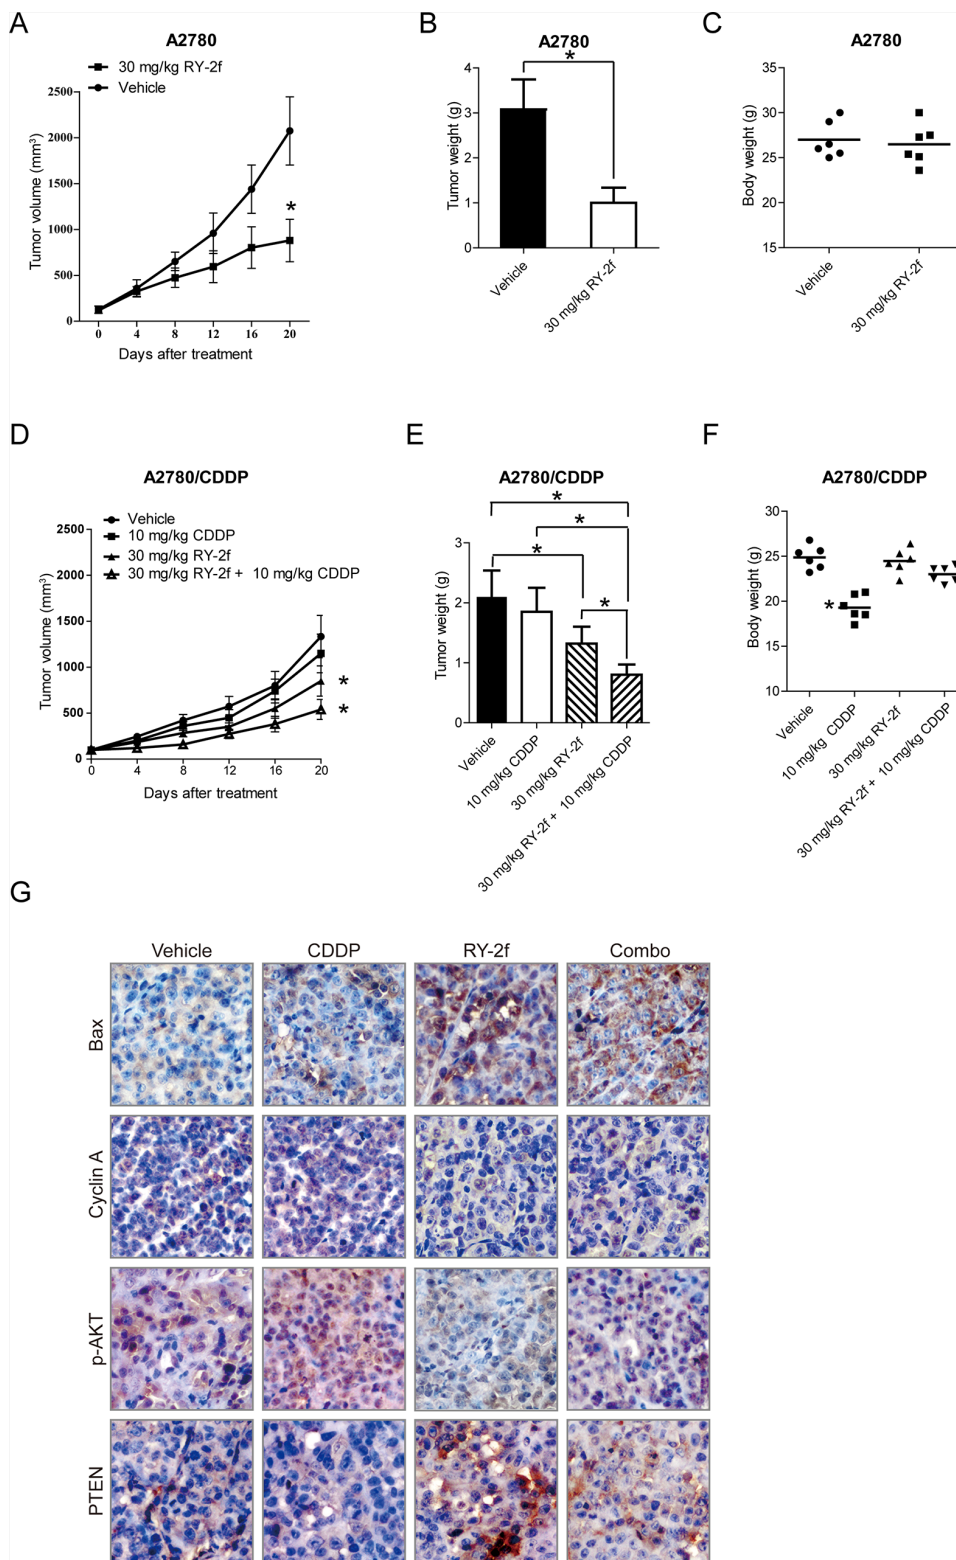 A
A2780
30 mg/kg RY-2f
Vehicle
Tumor volume (mm³)
2500
2000
1500
1000
500
0
0 4 8 12 16 20
*
Days after treatment
B
A2780
*
Tumor weight (g)
4
3
2
1
0
Vehicle
30 mg/kg RY-2f
C
A2780
Body weight (g)
35
30
25
20
15
Vehicle
30 mg/kg RY-2f
D
A2780/CDDP
Vehicle
10 mg/kg CDDP
30 mg/kg RY-2f
30 mg/kg RY-2f + 10 mg/kg CDDP
Tumor volume (mm³)
2500
2000
1500
1000
500
0
0 4 8 12 16 20
*
*
Days after treatment
E
A2780/CDDP
*
*
*
*
Tumor weight (g)
3
2
1
0
Vehicle
10 mg/kg CDDP
30 mg/kg RY-2f
30 mg/kg RY-2f + 10 mg/kg CDDP
F
A2780/CDDP
Body weight (g)
30
25
20
15
10
*
Vehicle
10 mg/kg CDDP
30 mg/kg RY-2f
30 mg/kg RY-2f + 10 mg/kg CDDP
G
Vehicle CDDP RY-2f Combo
Bax
Cyclin A
p-AKT
PTEN